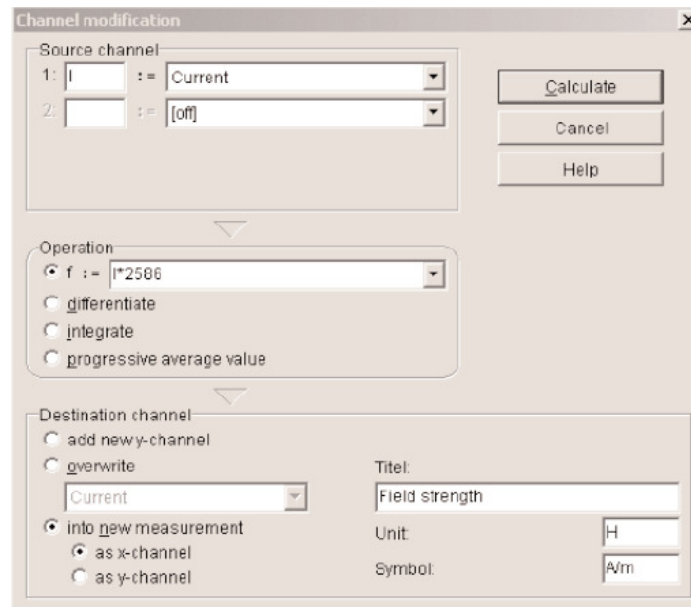 Channel modification
Source channel
1: I := Current
2: := [off]
Calculate
Cancel
Help
Operation
f := I*2586
differentiate
integrate
progressive average value
Destination channel
add new y-channel
overwrite
Current
into new measurement
as x-channel
as y-channel
Titel:
Field strength
Unit: H
Symbol: A/m